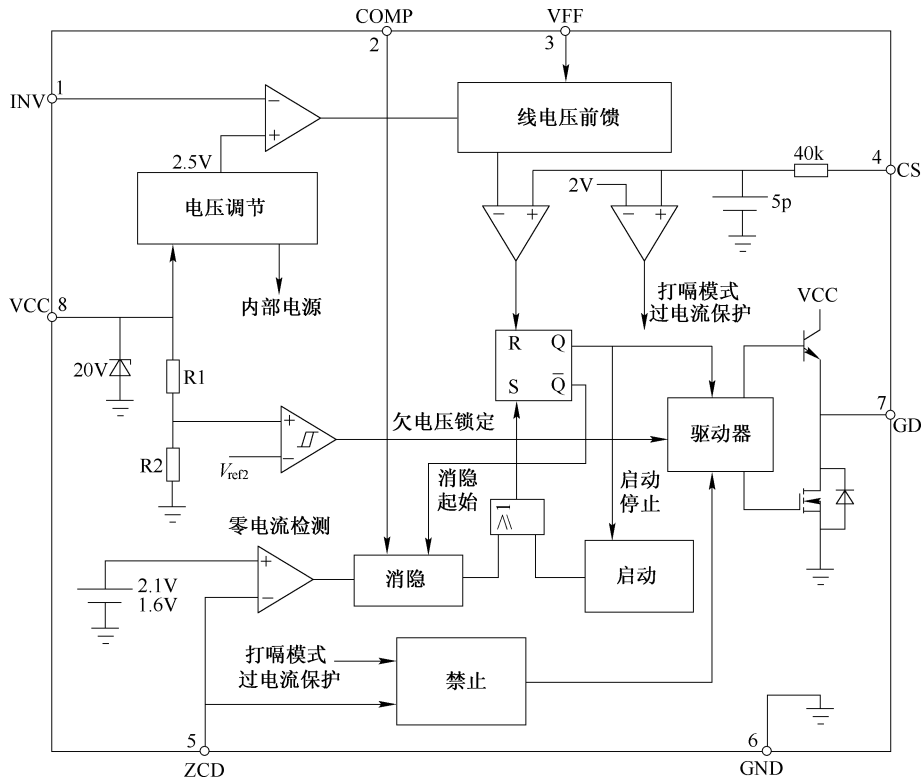 COMP
VFF
2
3
1
INV
−
+
线电压前馈
2.5V
40k
4
CS
电压调节
2V
−
+
−
+
5p
内部电源
VCC
8
打嗝模式
过电流保护
VCC
20V
R1
R
Q
S
Q̅
7
GD
欠电压锁定
驱动器
+
−
R2
Vref2
消隐
起始
启动
停止
≥1
零电流检测
+
−
消隐
启动
2.1V
1.6V
打嗝模式
过电流保护
禁止
5
6
ZCD
GND